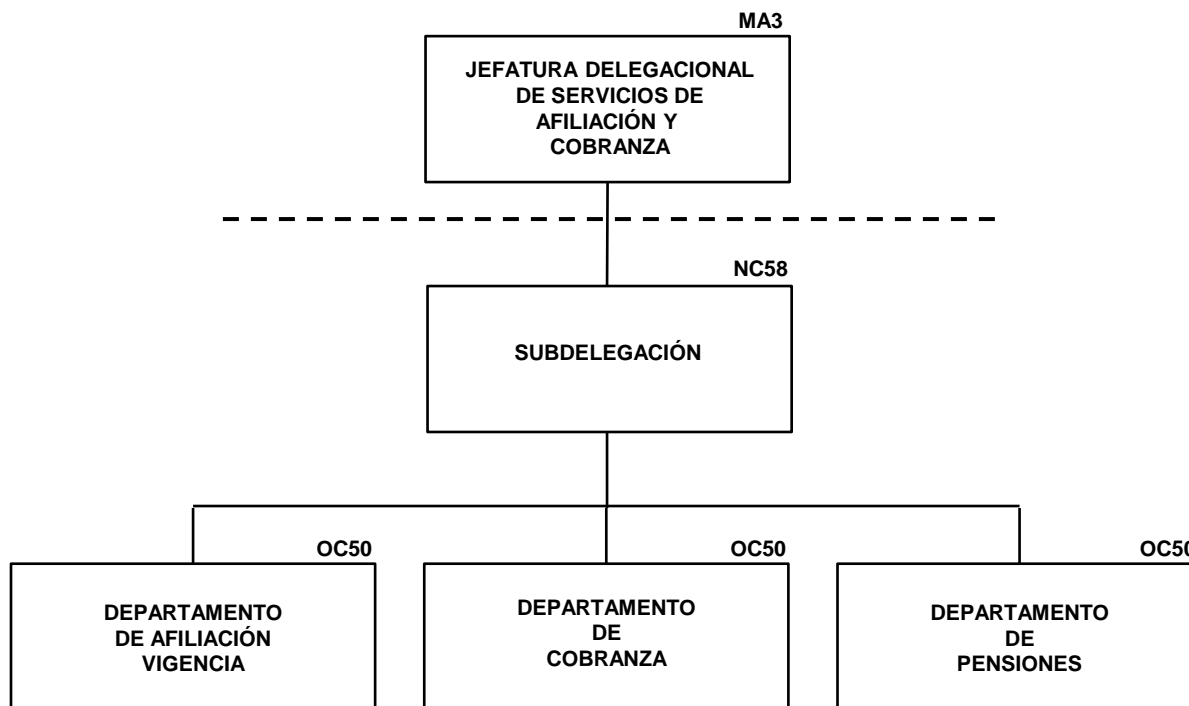 MA3
JEFATURA DELEGACIONAL
DE SERVICIOS DE
AFILIACIÓN Y
COBRANZA
NC58
SUBDELEGACIÓN
OC50
DEPARTAMENTO
DE AFILIACIÓN
VIGENCIA
OC50
DEPARTAMENTO
DE
COBRANZA
OC50
DEPARTAMENTO
DE
PENSIONES